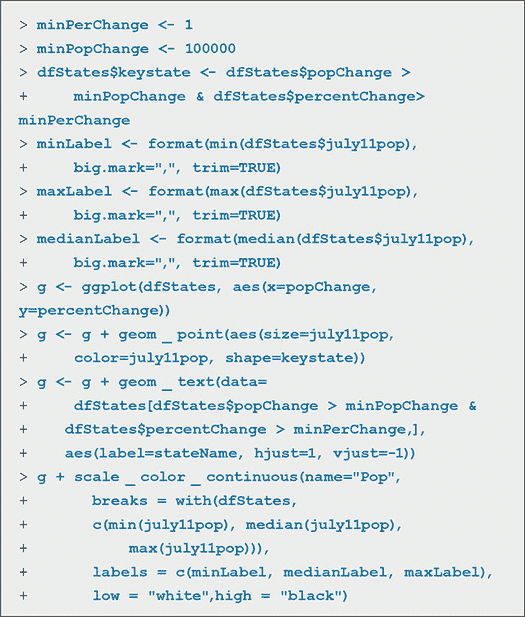 > minPerChange <- 1
> minPopChange <- 100000
> dfStates$keystate <- dfStates$popChange >
+     minPopChange & dfStates$percentChange>
minPerChange
> minLabel <- format(min(dfStates$july11pop),
+     big.mark=",", trim=TRUE)
> maxLabel <- format(max(dfStates$july11pop),
+     big.mark=",", trim=TRUE)
> medianLabel <- format(median(dfStates$july11pop),
+     big.mark=",", trim=TRUE)
> g <- ggplot(dfStates, aes(x=popChange,
y=percentChange))
> g <- g + geom _ point(aes(size=july11pop,
+     color=july11pop, shape=keystate))
> g <- g + geom _ text(data=
+     dfStates[dfStates$popChange > minPopChange &
+    dfStates$percentChange > minPerChange,],
+    aes(label=stateName, hjust=1, vjust=-1))
> g + scale _ color _ continuous(name="Pop",
+       breaks = with(dfStates,
+       c(min(july11pop), median(july11pop),
+           max(july11pop))),
+       labels = c(minLabel, medianLabel, maxLabel),
+       low = "white",high = "black")